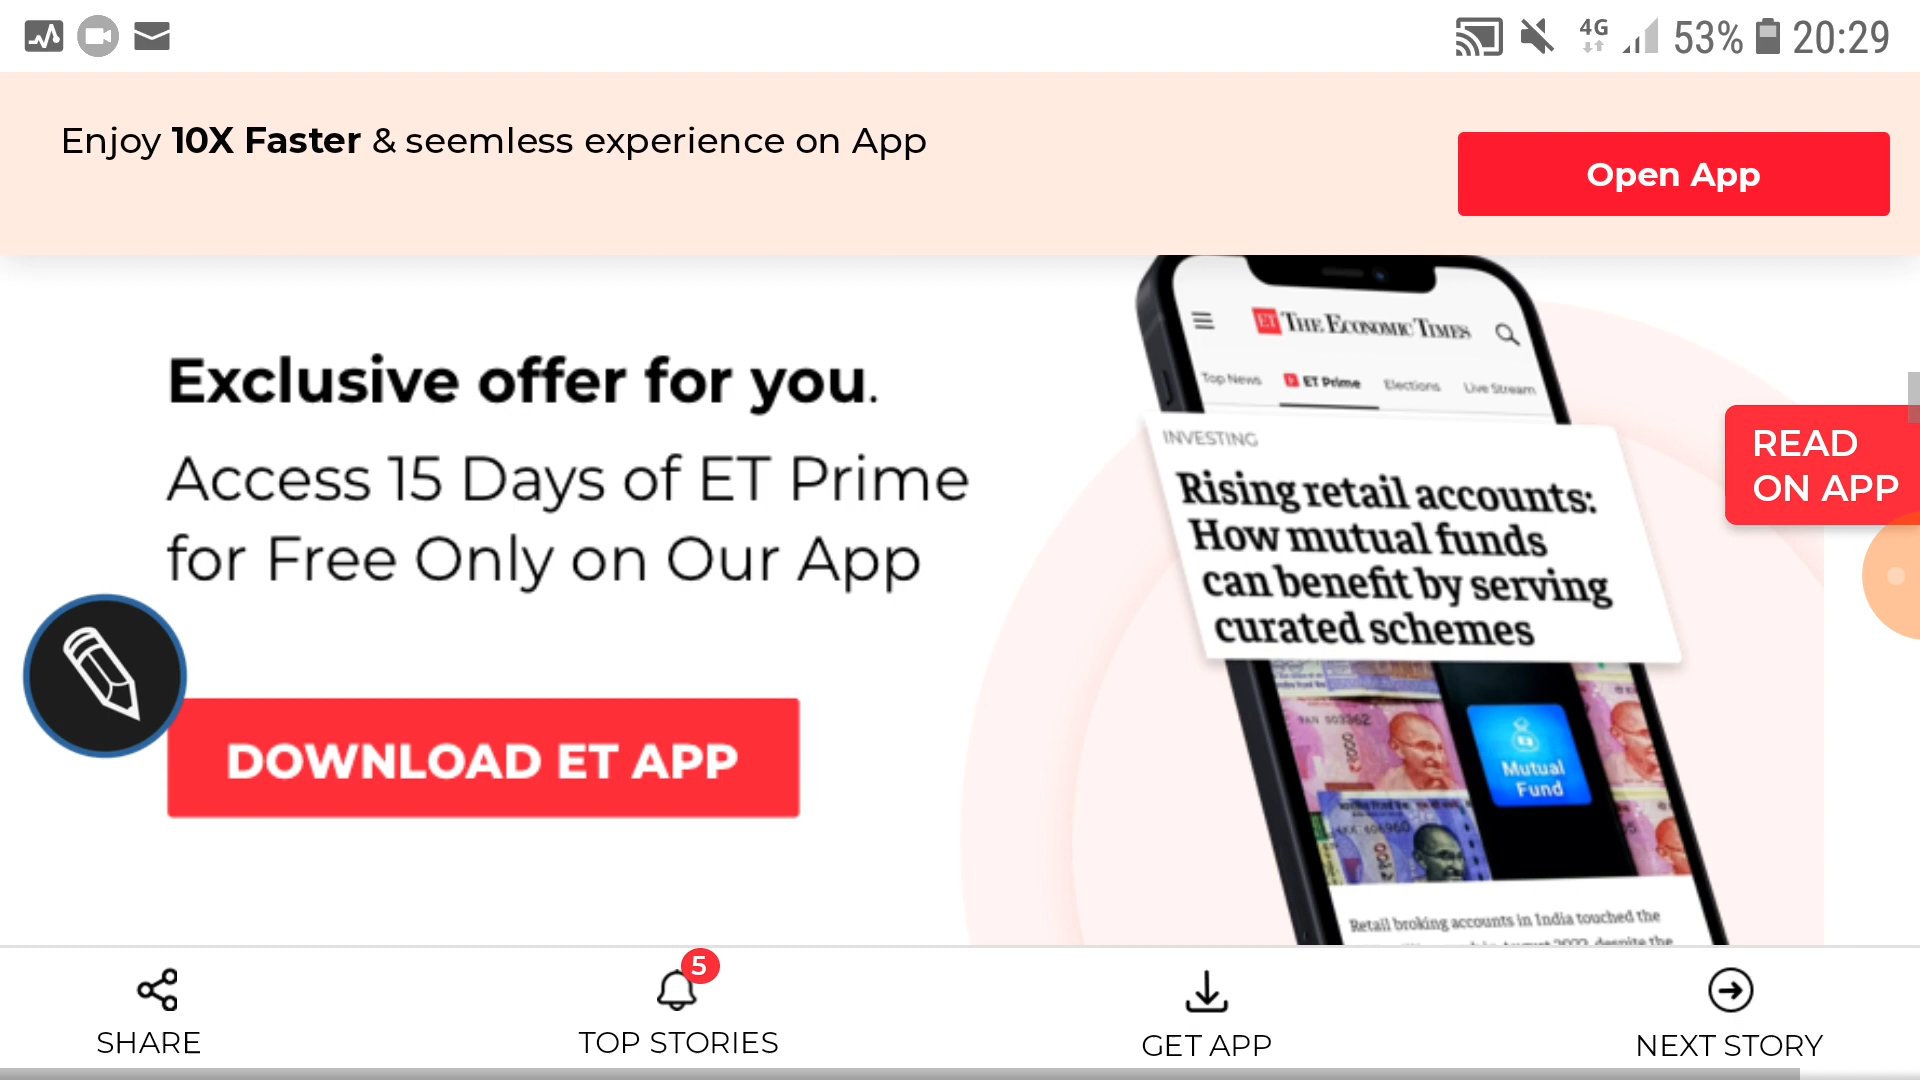 4G 53% 20:29
Enjoy 10X Faster & seemless experience on App
Open App
ET THE ECONOMIC TIMES
Top News ET Prime Elections Live Stream
Exclusive offer for you.
Access 15 Days of ET Prime
for Free Only on Our App
INVESTING
Rising retail accounts:
How mutual funds
can benefit by serving
curated schemes
READ
ON APP
Mutual
Fund
DOWNLOAD ET APP
Retail broking accounts in India touched the
5
SHARE
TOP STORIES
GET APP
NEXT STORY